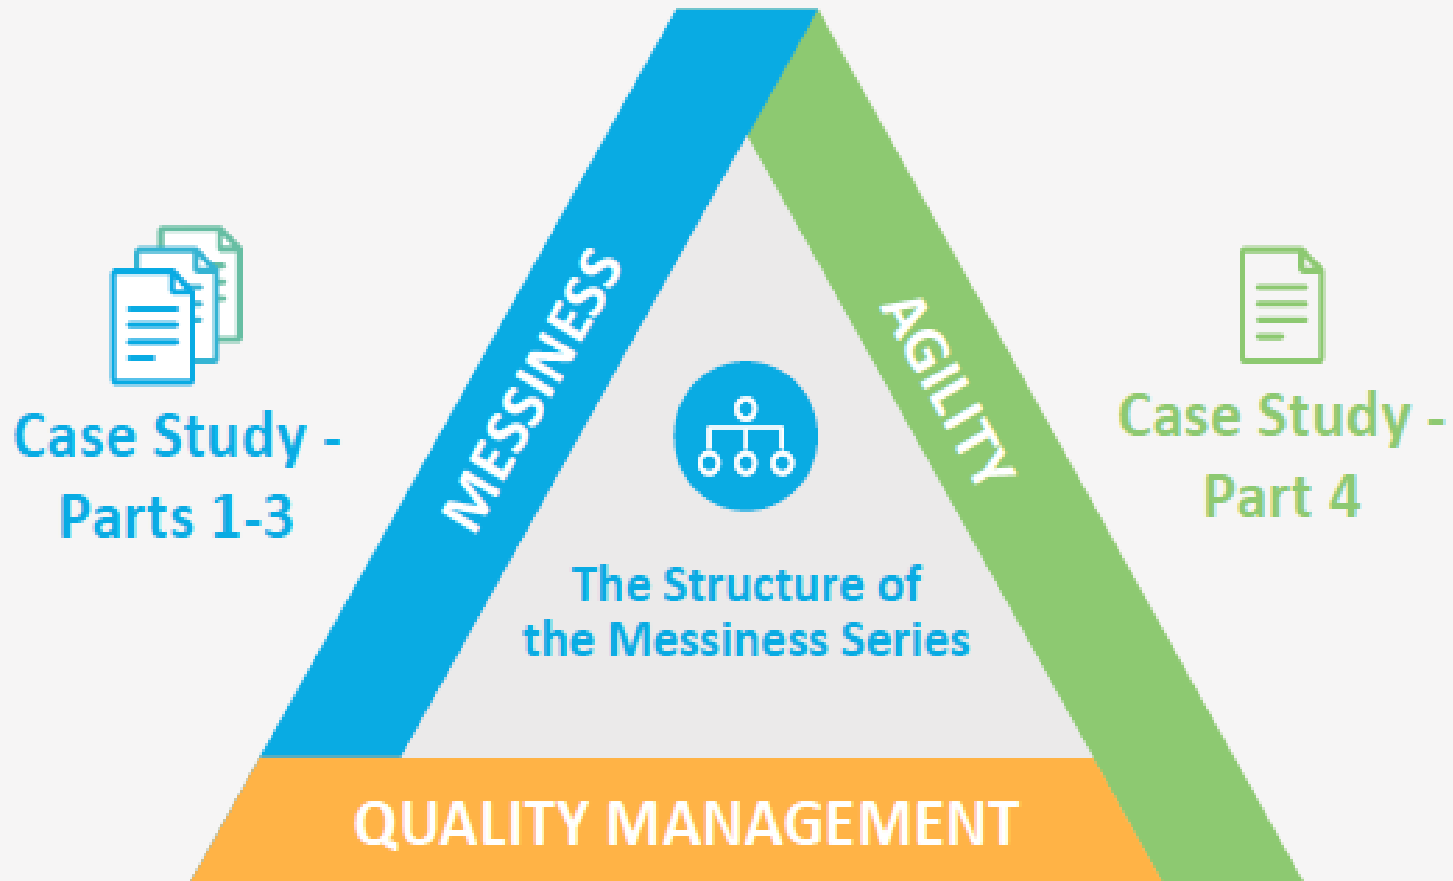 MESSINESS
AGILITY
Case Study -
Parts 1-3
Case Study -
Part 4
The Structure of
the Messiness Series
QUALITY MANAGEMENT